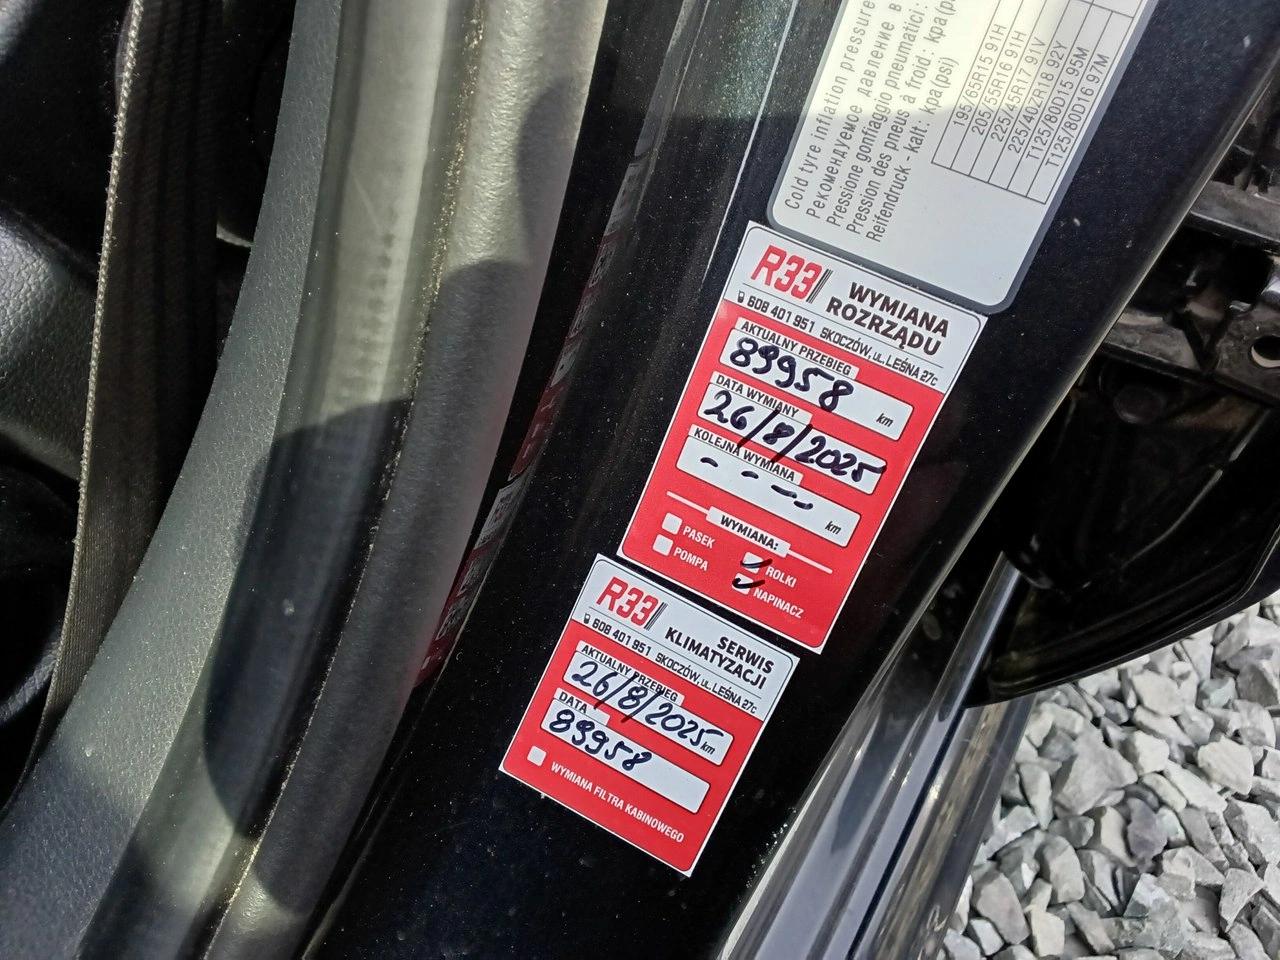 Cold tyre inflation pressure
Рекомендуемое давление в
Pressione gonfiaggio pneumatici:
Pression des pneus à froid: kpa(p
Reifendruck - kalt.: kpa(psi)
195/65R15 91H
205/55R16 91H
225/45R17 91V
225/40ZR18 92Y
T125/80D15 95M
T125/80D16 97M
R33
WYMIANA
ROZRZĄDU
608 401 951 SKOCZÓW, UL. LEŚNA 27C
AKTUALNY PRZEBIEG
89958 km
DATA WYMIANY
26/8/2025
KOLEJNA WYMIANA
- - - - km
WYMIANA:
PASEK
POMPA
ROLKI
NAPINACZ
R33
SERWIS
KLIMATYZACJI
608 401 951 SKOCZÓW, UL. LEŚNA 27C
AKTUALNY PRZEBIEG
26/8/2025 km
DATA
89958
WYMIANA FILTRA KABINOWEGO